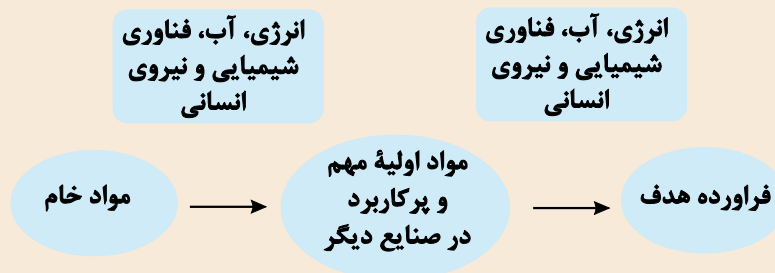 انرژی، آب، فناوری
شیمیایی و نیروی
انسانی
انرژی، آب، فناوری
شیمیایی و نیروی
انسانی
مواد خام
مواد اولیۀ مهم
و
پرکاربرد
در صنایع دیگر
فراورده هدف